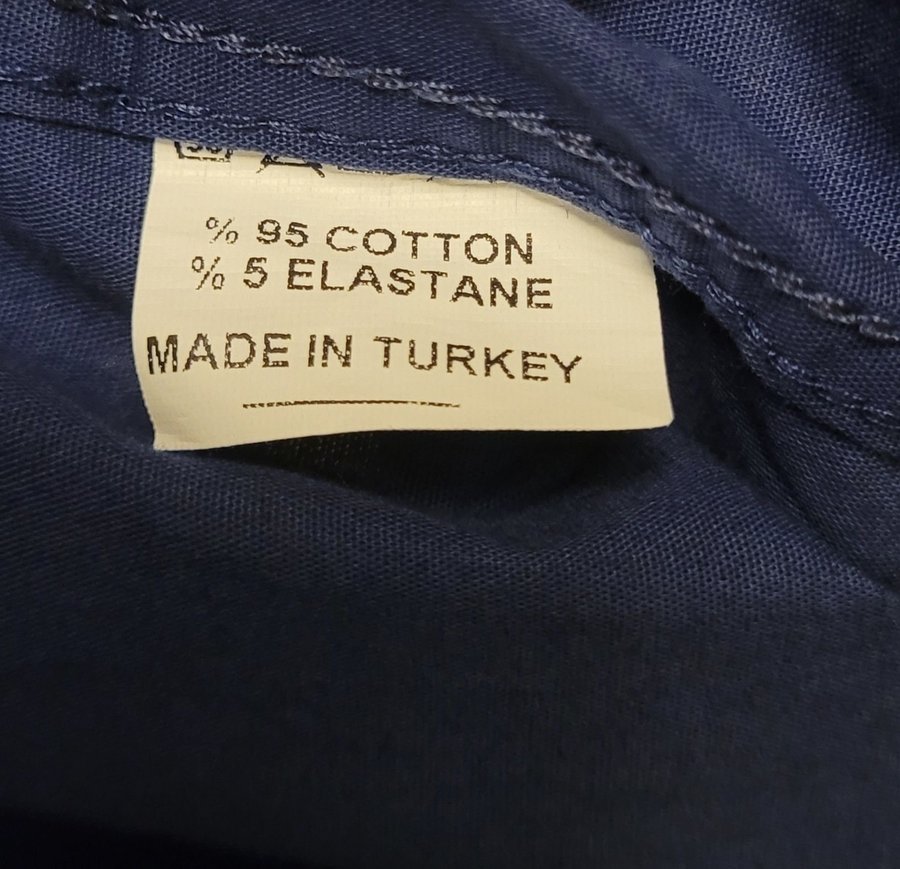 % 95 COTTON
% 5 ELASTANE
MADE IN TURKEY